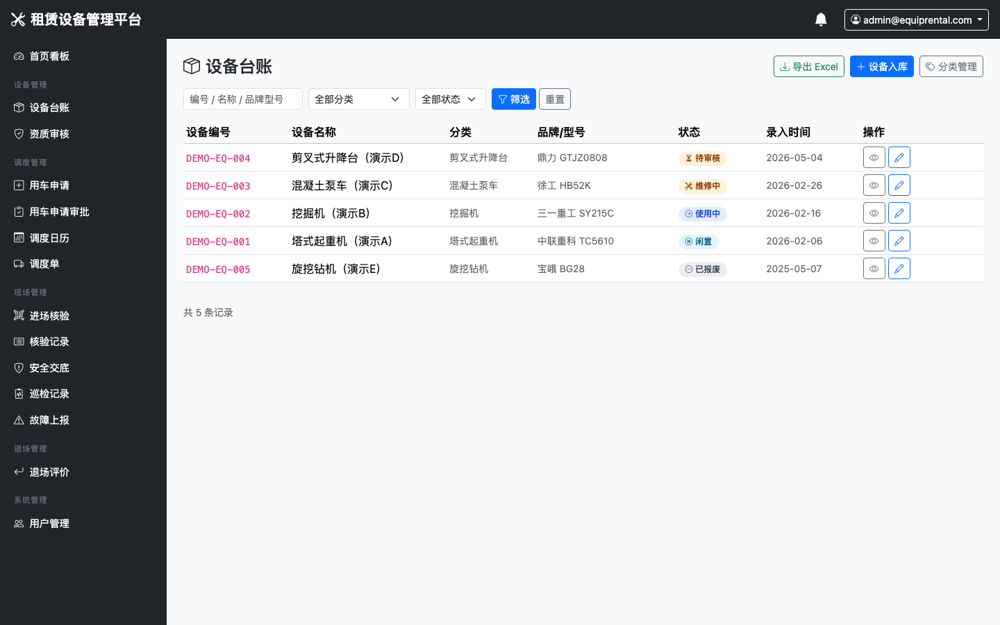 租赁设备管理平台
admin@equiprental.com
首页看板
设备管理
设备台账
资质审核
调度管理
用车申请
用车申请审批
调度日历
调度单
现场管理
进场核验
核验记录
安全交底
巡检记录
故障上报
退场管理
退场评价
系统管理
用户管理
设备台账
导出 Excel
设备入库
分类管理
编号 / 名称 / 品牌型号
全部分类
全部状态
筛选
重置
设备编号 设备名称 分类 品牌/型号 状态 录入时间 操作
DEMO-EQ-004 剪叉式升降台（演示D） 剪叉式升降台 鼎力 GTJZ0808 待审核 2026-05-04
DEMO-EQ-003 混凝土泵车（演示C） 混凝土泵车 徐工 HB52K 维修中 2026-02-26
DEMO-EQ-002 挖掘机（演示B） 挖掘机 三一重工 SY215C 使用中 2026-02-16
DEMO-EQ-001 塔式起重机（演示A） 塔式起重机 中联重科 TC5610 闲置 2026-02-06
DEMO-EQ-005 旋挖钻机（演示E） 旋挖钻机 宝峨 BG28 已报废 2025-05-07
共 5 条记录